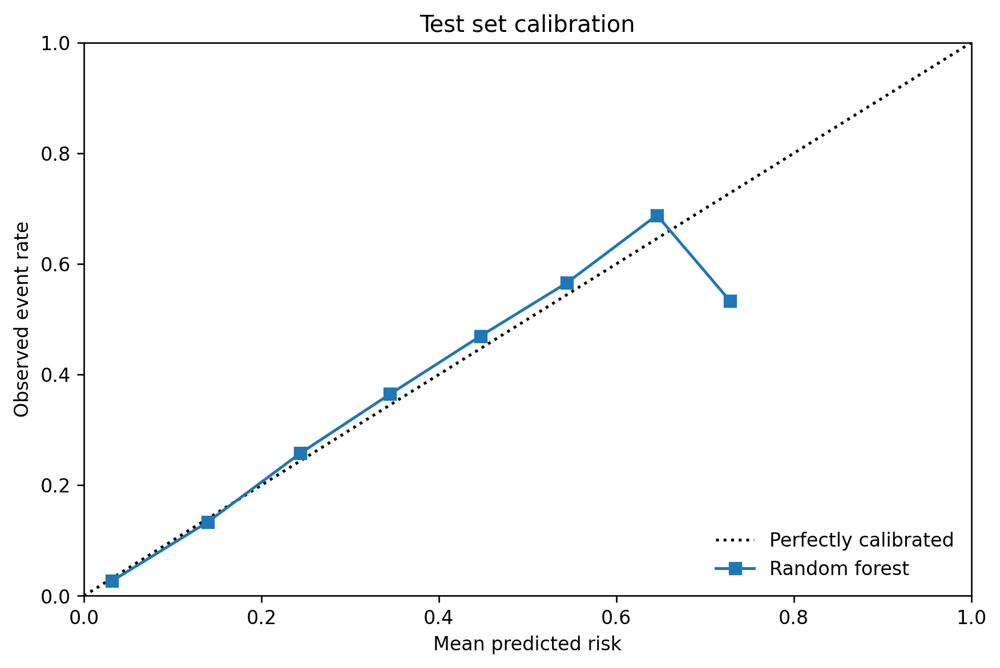 Test set calibration
1.0
0.8
0.6
0.4
0.2
0.0
Observed event rate
0.0 0.2 0.4 0.6 0.8 1.0
Mean predicted risk
Perfectly calibrated
Random forest